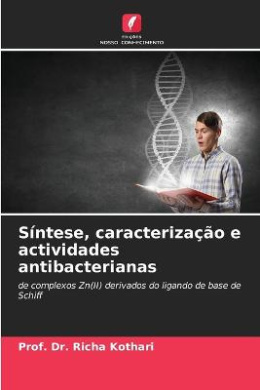 edições
NOSSO CONHECIMENTO
Síntese, caracterização e
actividades
antibacterianas
de complexos Zn(II) derivados do ligando de base de
Schiff
Prof. Dr. Richa Kothari